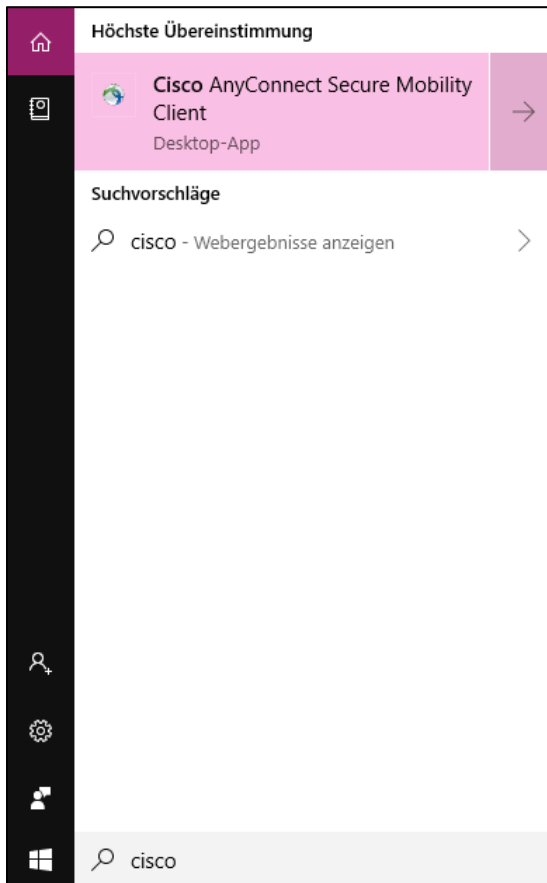 Höchste Übereinstimmung
Cisco AnyConnect Secure Mobility
Client
Desktop-App
Suchvorschläge
cisco - Webergebnisse anzeigen
cisco